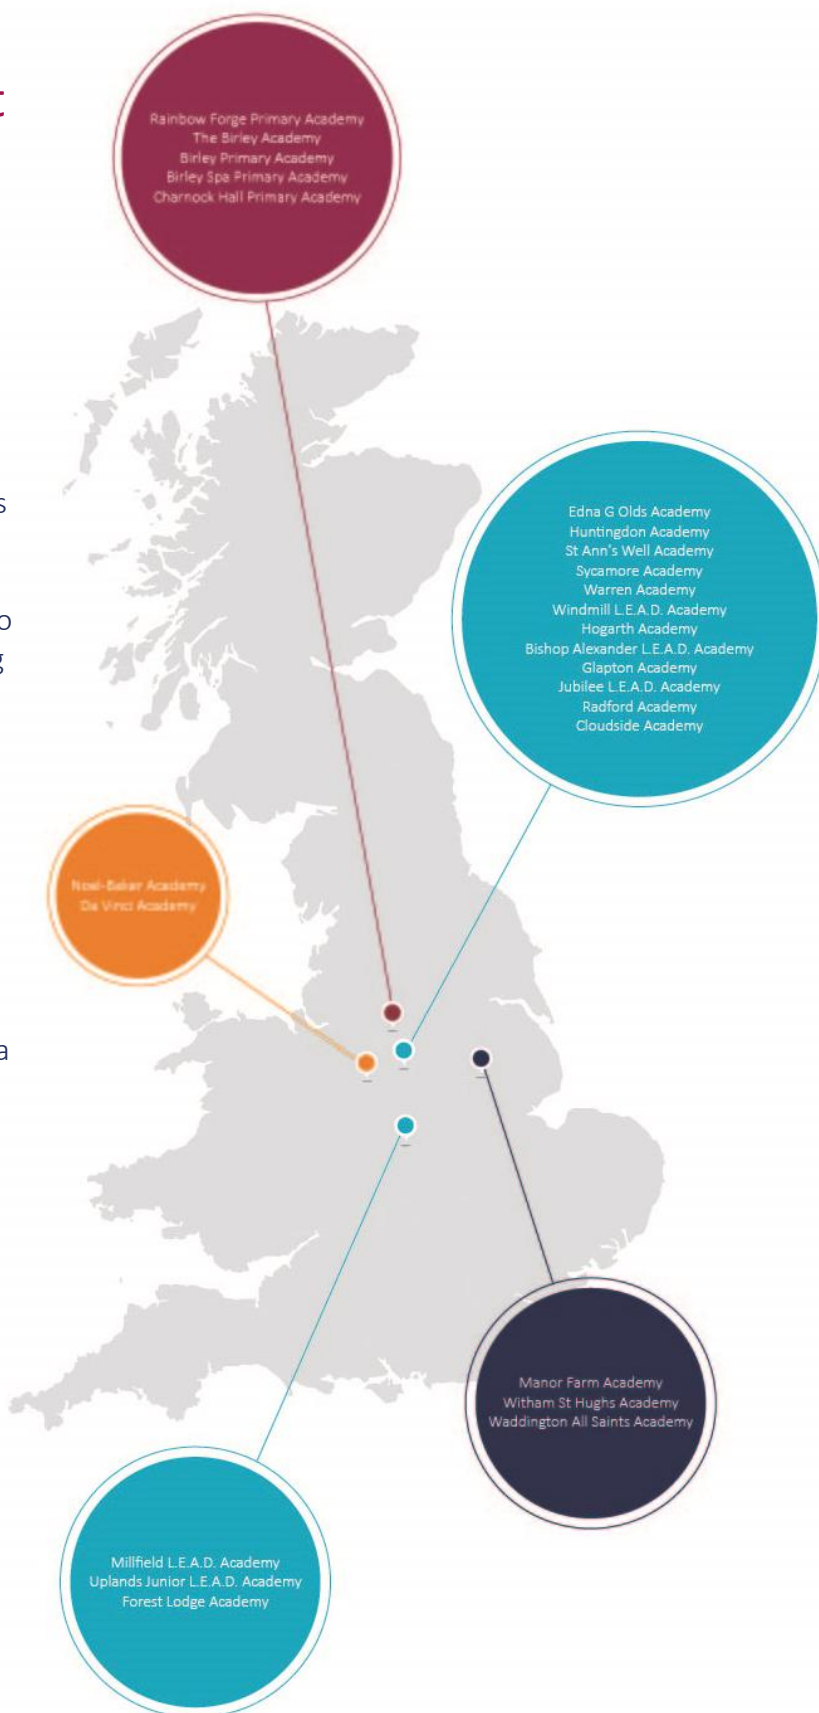 t
Rainbow Forge Primary Academy
The Birley Academy
Birley Primary Academy
Birley Spa Primary Academy
Charnock Hall Primary Academy
s
Edna G Olds Academy
Huntingdon Academy
St Ann's Well Academy
Sycamore Academy
Warren Academy
Windmill L.E.A.D. Academy
Hogarth Academy
Bishop Alexander L.E.A.D. Academy
Glapton Academy
Jubilee L.E.A.D. Academy
Radford Academy
Cloudside Academy
o
g
Noel-Baker Academy
Da Vinci Academy
a
Manor Farm Academy
Witham St Hughs Academy
Waddington All Saints Academy
Millfield L.E.A.D. Academy
Uplands Junior L.E.A.D. Academy
Forest Lodge Academy